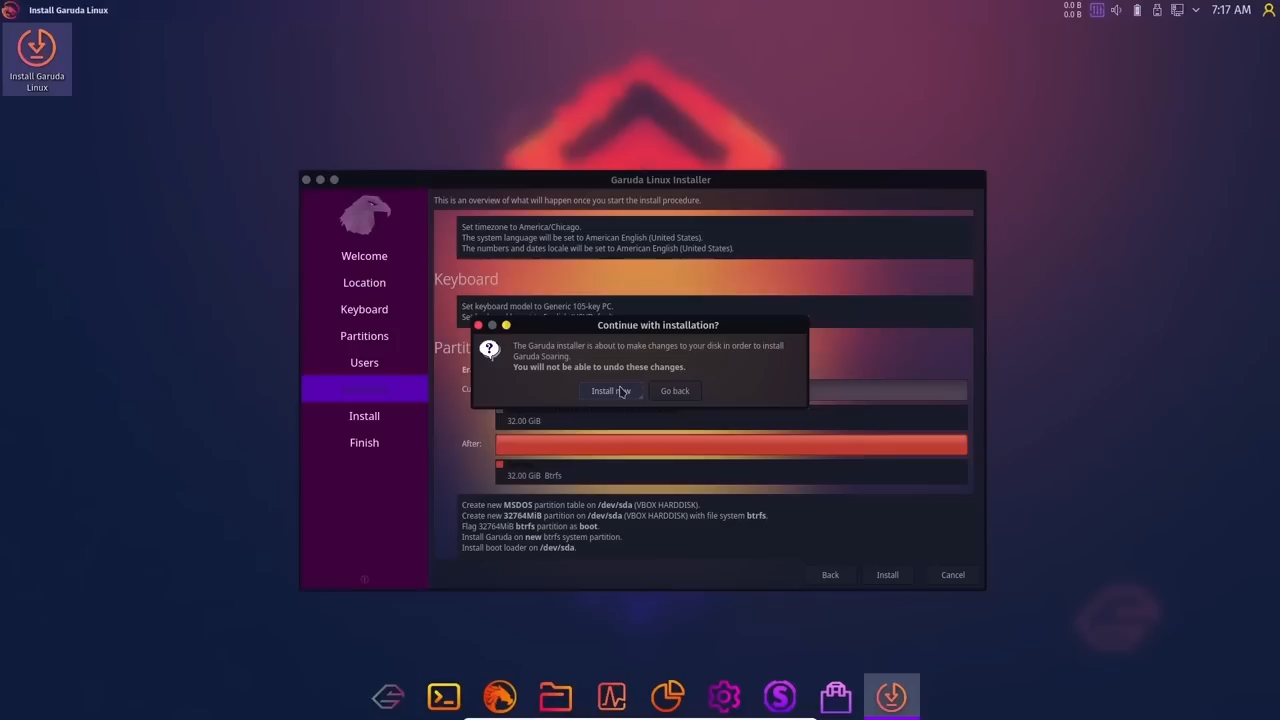 Install Garuda Linux
0.0 B
0.0 B
7:17 AM
Install Garuda
Linux
Garuda Linux Installer
Welcome
Location
Keyboard
Partitions
Users
Install
Finish
This is an overview of what will happen once you start the install procedure.
Set timezone to America/Chicago.
The system language will be set to American English (United States).
The numbers and dates locale will be set to American English (United States).
Keyboard
Set keyboard model to Generic 105-key PC.
Continue with installation?
The Garuda installer is about to make changes to your disk in order to install
Garuda Soaring.
You will not be able to undo these changes.
Install
Go back
32.00 GiB
After:
32.00 GiB Btrfs
Create new MSDOS partition table on /dev/sda (VBOX HARDDISK).
Create new 32764MiB partition on /dev/sda (VBOX HARDDISK) with file system btrfs.
Flag 32764MiB btrfs partition as boot.
Install Garuda on new btrfs system partition.
Install boot loader on /dev/sda.
Back
Install
Cancel
S